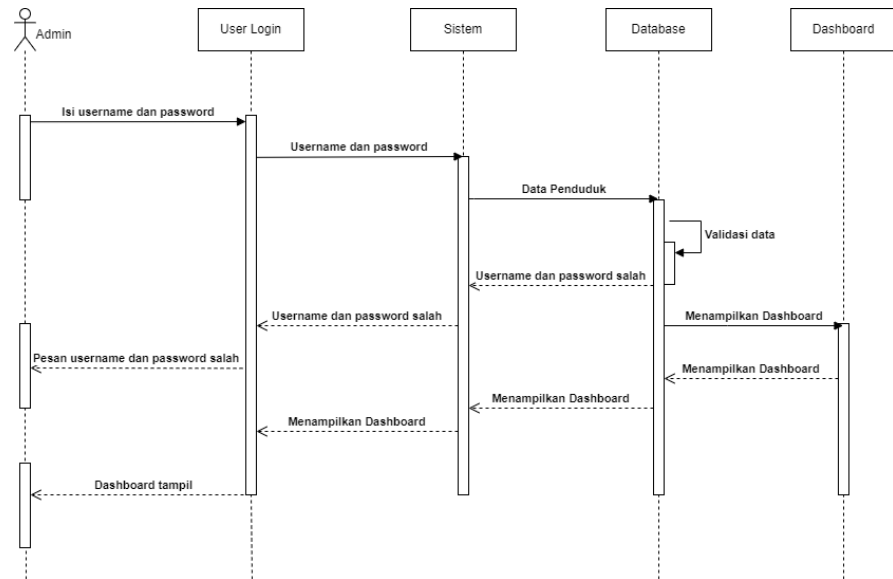 Admin
User Login
Sistem
Database
Dashboard
Isi username dan password
Username dan password
Data Penduduk
Validasi data
Username dan password salah
Username dan password salah
Menampilkan Dashboard
Pesan username dan password salah
Menampilkan Dashboard
Menampilkan Dashboard
Menampilkan Dashboard
Dashboard tampil